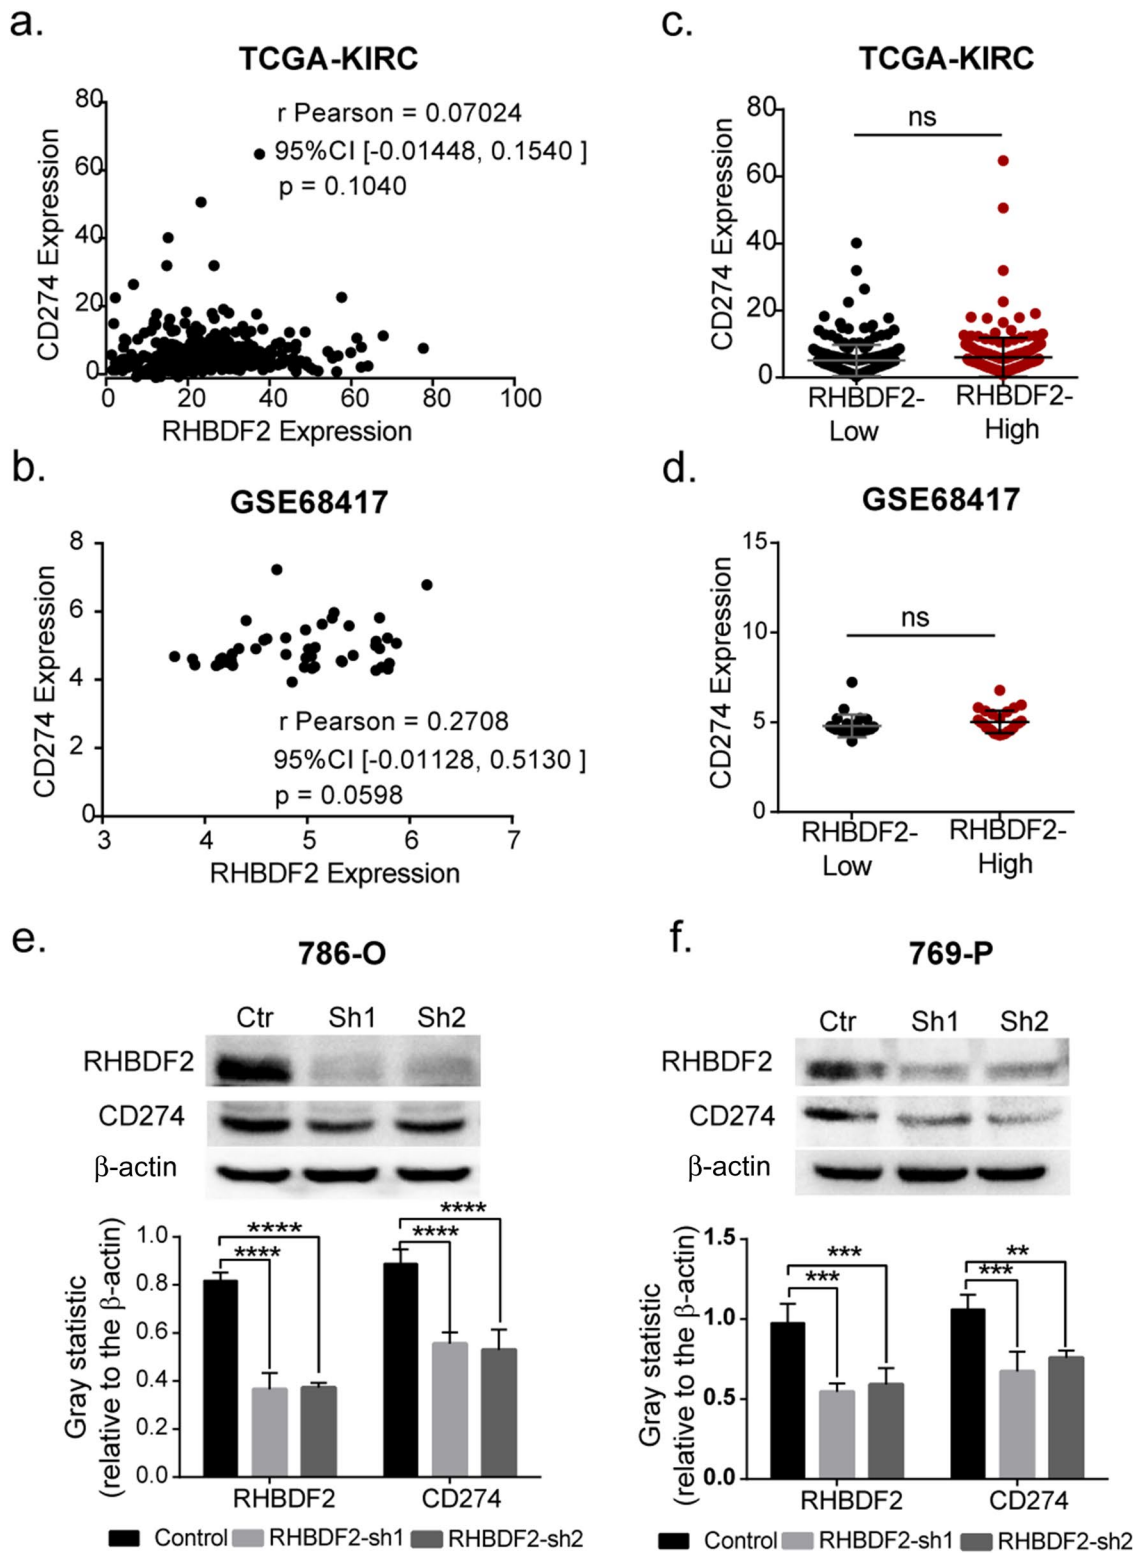 a.
TCGA-KIRC
80
60
40
20
0
CD274 Expression
r Pearson = 0.07024
95%CI [-0.01448, 0.1540 ]
p = 0.1040
0 20 40 60 80 100
RHBDF2 Expression
c.
TCGA-KIRC
80
60
40
20
0
CD274 Expression
ns
RHBDF2-
Low
RHBDF2-
High
b.
GSE68417
8
6
4
2
0
CD274 Expression
r Pearson = 0.2708
95%CI [-0.01128, 0.5130 ]
p = 0.0598
3 4 5 6 7
RHBDF2 Expression
d.
GSE68417
15
10
5
0
CD274 Expression
ns
RHBDF2-
Low
RHBDF2-
High
e.
786-O
Ctr Sh1 Sh2
RHBDF2
CD274
β-actin
Gray statistic
(relative to the β-actin)
1.0
0.8
0.6
0.4
0.2
0.0
****
****
****
****
RHBDF2 CD274
Control RHBDF2-sh1 RHBDF2-sh2
f.
769-P
Ctr Sh1 Sh2
RHBDF2
CD274
β-actin
Gray statistic
(relative to the β-actin)
1.5
1.0
0.5
0.0
***
***
**
***
RHBDF2 CD274
Control RHBDF2-sh1 RHBDF2-sh2